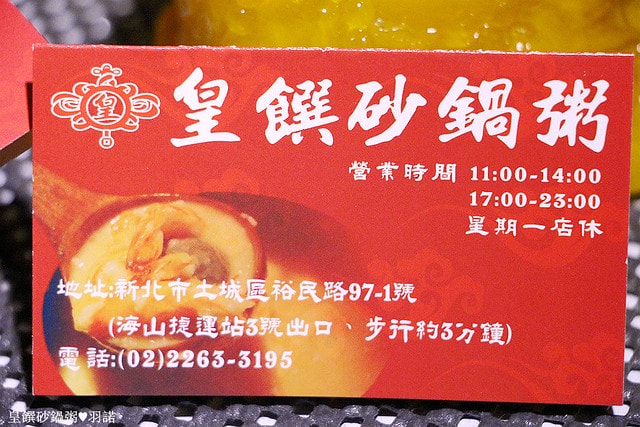 皇
皇饌砂鍋粥
營業時間 11:00-14:00
17:00-23:00
星期一店休
地址:新北市土城區裕民路97-1號
(海山捷運站3號出口、步行約3分鐘)
電話:(02)2263-3195
皇饌砂鍋粥♥羽諾